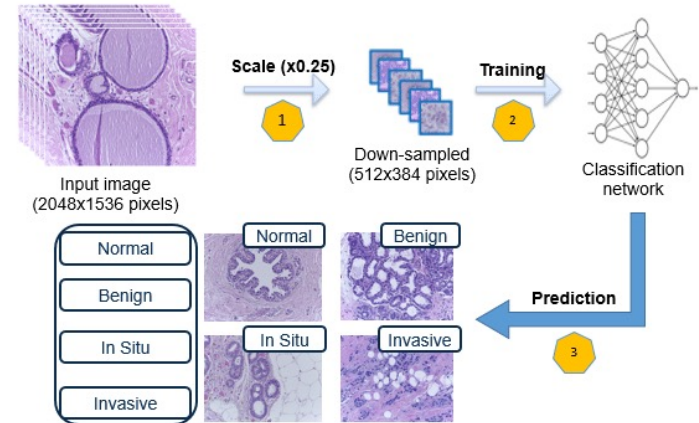 Scale (x0.25)
1
Training
2
Input image
(2048x1536 pixels)
Down-sampled
(512x384 pixels)
Classification
network
Normal
Benign
In Situ
Invasive
Normal
Benign
In Situ
Invasive
Prediction
3